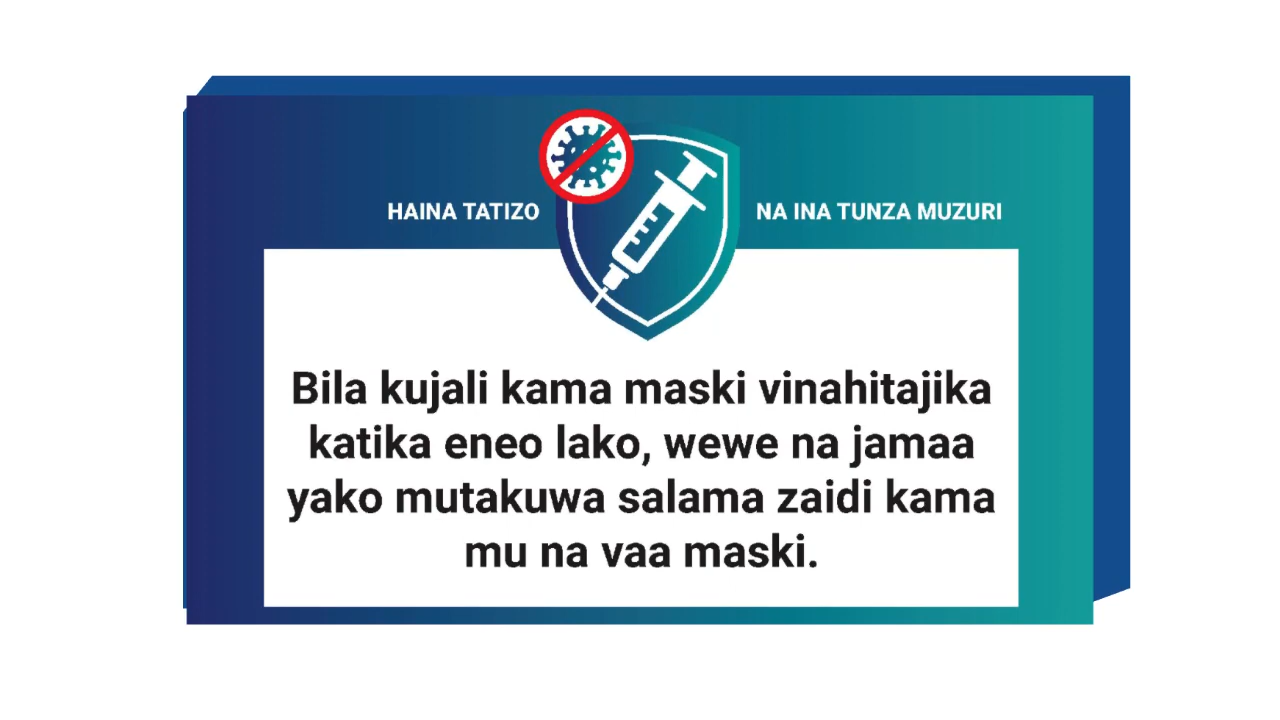 HAINA TATIZO
NA INA TUNZA MUZURI
Bila kujali kama maski vinahitajika
katika eneo lako, wewe na jamaa
yako mutakuwa salama zaidi kama
mu na vaa maski.